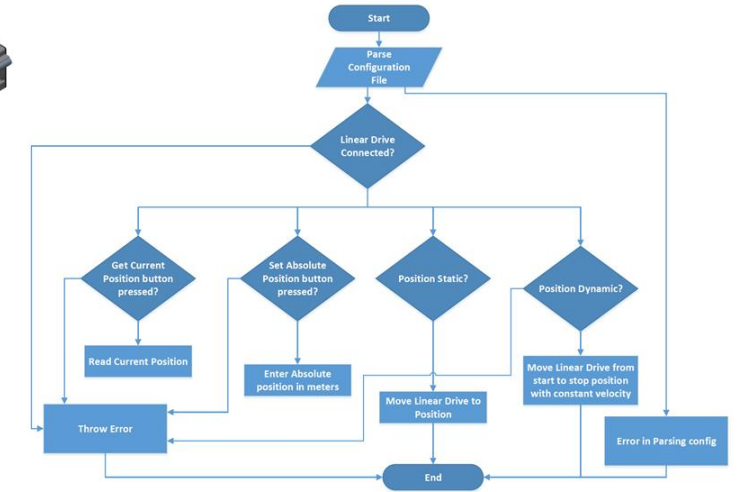 Start
Parse
Configuration
File
Linear Drive
Connected?
Get Current
Position button
pressed?
Set Absolute
Position button
pressed?
Position Static?
Position Dynamic?
Read Current Position
Enter Absolute
position in meters
Move Linear Drive to
Position
Move Linear Drive from
start to stop position
with constant velocity
Throw Error
Error in Parsing config
End